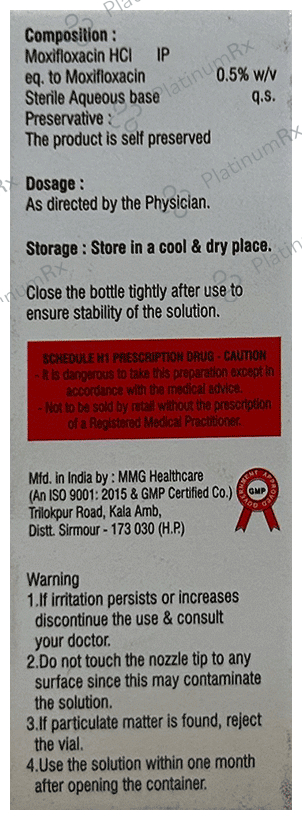 Composition :
Moxifloxacin HCl IP
eq. to Moxifloxacin 0.5% w/v
Sterile Aqueous base q.s.
Preservative :
The product is self preserved
Dosage :
As directed by the Physician.
Storage : Store in a cool & dry place.
Close the bottle tightly after use to
ensure stability of the solution.
SCHEDULE H1 PRESCRIPTION DRUG - CAUTION
- It is dangerous to take this preparation except in
accordance with the medical advice.
- Not to be sold by retail without the prescription
of a Registered Medical Practitioner.
Mfd. in India by : MMG Healthcare
(An ISO 9001: 2015 & GMP Certified Co.)
Trilokpur Road, Kala Amb,
Distt. Sirmour - 173 030 (H.P.)
GOVERNMENT APPROVED
GMP
Warning
1.If irritation persists or increases
discontinue the use & consult
your doctor.
2.Do not touch the nozzle tip to any
surface since this may contaminate
the solution.
3.If particulate matter is found, reject
the vial.
4.Use the solution within one month
after opening the container.
PlatinumRx
PlatinumRx